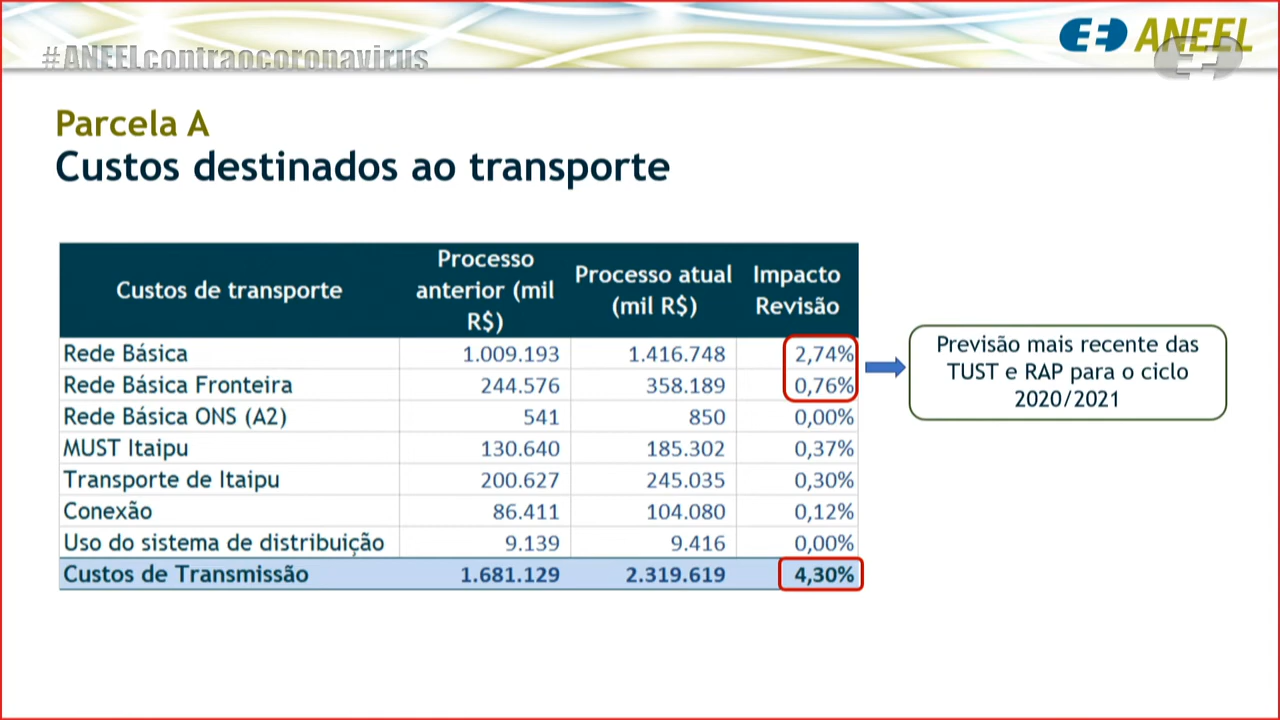 #ANEELcontraocoronavirus
ANEEL
Parcela A
Custos destinados ao transporte
Custos de transporte
Processo anterior (mil R$)
Processo atual (mil R$)
Impacto Revisão
Rede Básica 1.009.193 1.416.748 2,74%
Rede Básica Fronteira 244.576 358.189 0,76%
Rede Básica ONS (A2) 541 850 0,00%
MUST Itaipu 130.640 185.302 0,37%
Transporte de Itaipu 200.627 245.035 0,30%
Conexão 86.411 104.080 0,12%
Uso do sistema de distribuição 9.139 9.416 0,00%
Custos de Transmissão 1.681.129 2.319.619 4,30%
Previsão mais recente das
TUST e RAP para o ciclo
2020/2021